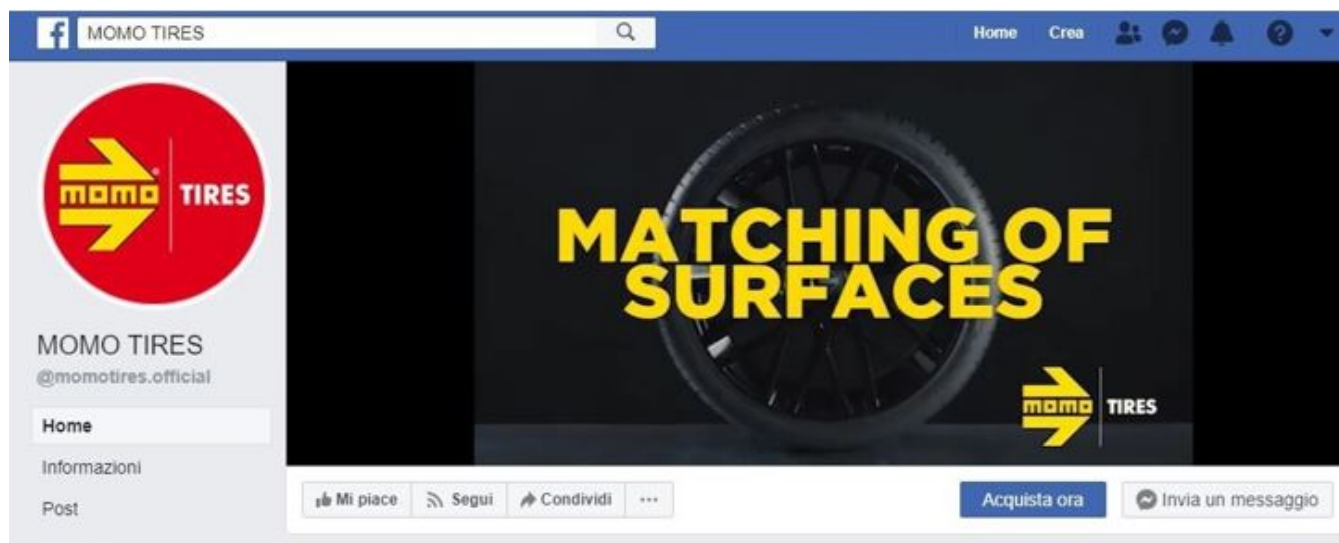 f MOMO TIRES Home Crea
momo TIRES
MATCHING OF
SURFACES
momo TIRES
MOMO TIRES
@momotires.official
Home
Informazioni
Post
Mi piace Segui Condividi ... Acquista ora Invia un messaggio